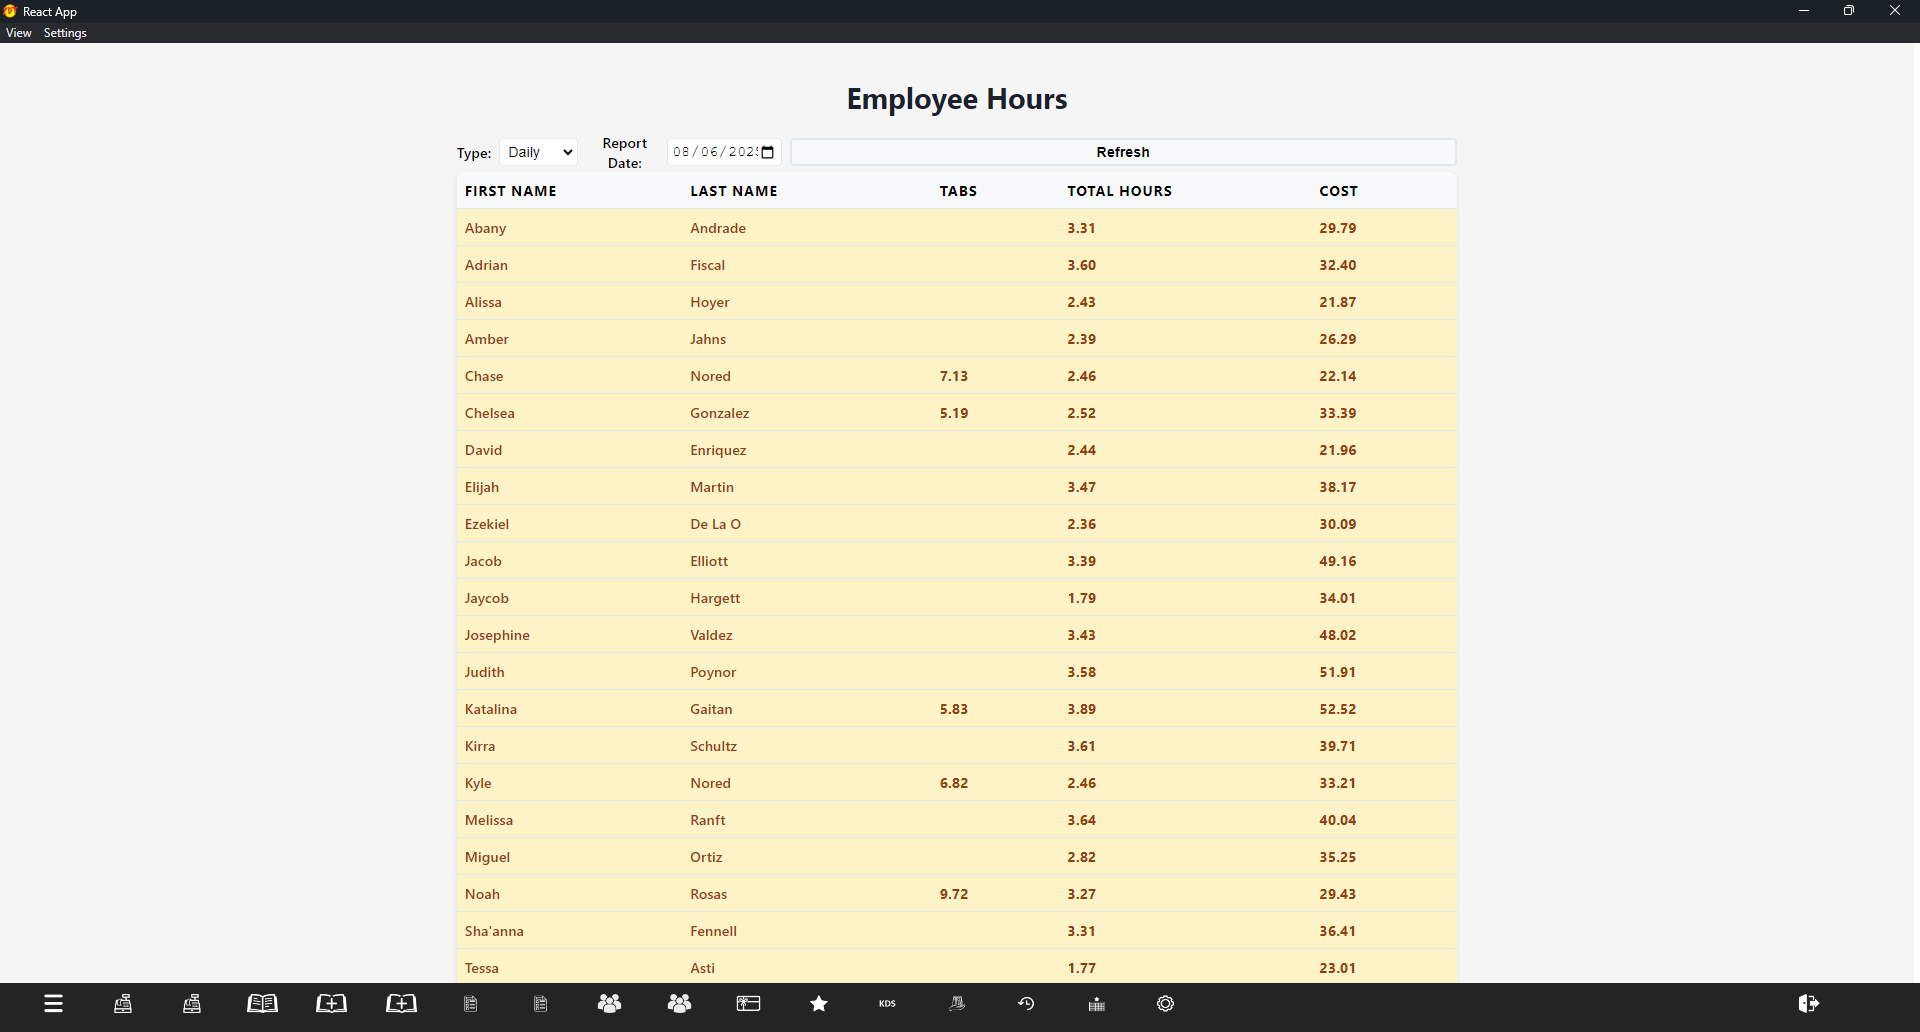 React App
View Settings
Employee Hours
Type: Daily Report Date: 08/06/202 Refresh
FIRST NAME LAST NAME TABS TOTAL HOURS COST
Abany Andrade 3.31 29.79
Adrian Fiscal 3.60 32.40
Alissa Hoyer 2.43 21.87
Amber Jahns 2.39 26.29
Chase Nored 7.13 2.46 22.14
Chelsea Gonzalez 5.19 2.52 33.39
David Enriquez 2.44 21.96
Elijah Martin 3.47 38.17
Ezekiel De La O 2.36 30.09
Jacob Elliott 3.39 49.16
Jaycob Hargett 1.79 34.01
Josephine Valdez 3.43 48.02
Judith Poynor 3.58 51.91
Katalina Gaitan 5.83 3.89 52.52
Kirra Schultz 3.61 39.71
Kyle Nored 6.82 2.46 33.21
Melissa Ranft 3.64 40.04
Miguel Ortiz 2.82 35.25
Noah Rosas 9.72 3.27 29.43
Sha'anna Fennell 3.31 36.41
Tessa Asti 1.77 23.01
KDS